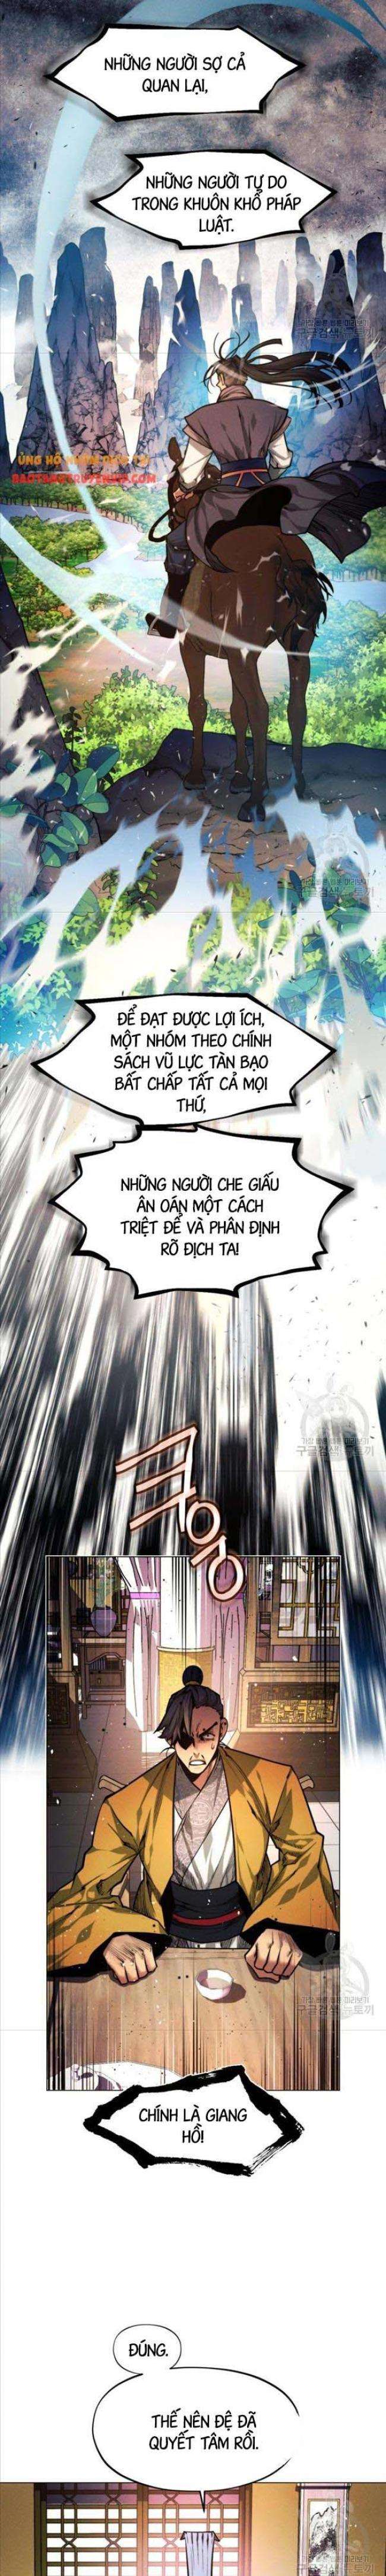 NHỮNG NGƯỜI SỢ CẢ
QUAN LẠI,
NHỮNG NGƯỜI TỰ DO
TRONG KHUÔN KHỔ PHÁP
LUẬT.
ĐỂ ĐẠT ĐƯỢC LỢI ÍCH,
MỘT NHÓM THEO CHÍNH
SÁCH VŨ LỰC TÀN BẠO
BẤT CHẤP TẤT CẢ MỌI
THỨ,
NHỮNG NGƯỜI CHE GIẤU
ÂN OÁN MỘT CÁCH
TRIỆT ĐỂ VÀ PHÂN ĐỊNH
RÕ ĐỊCH TA!
쿠웅
CHÍNH LÀ GIANG
HỒ!
ĐÚNG.
THẾ NÊN ĐỆ ĐÃ
QUYẾT TÂM RỒI.